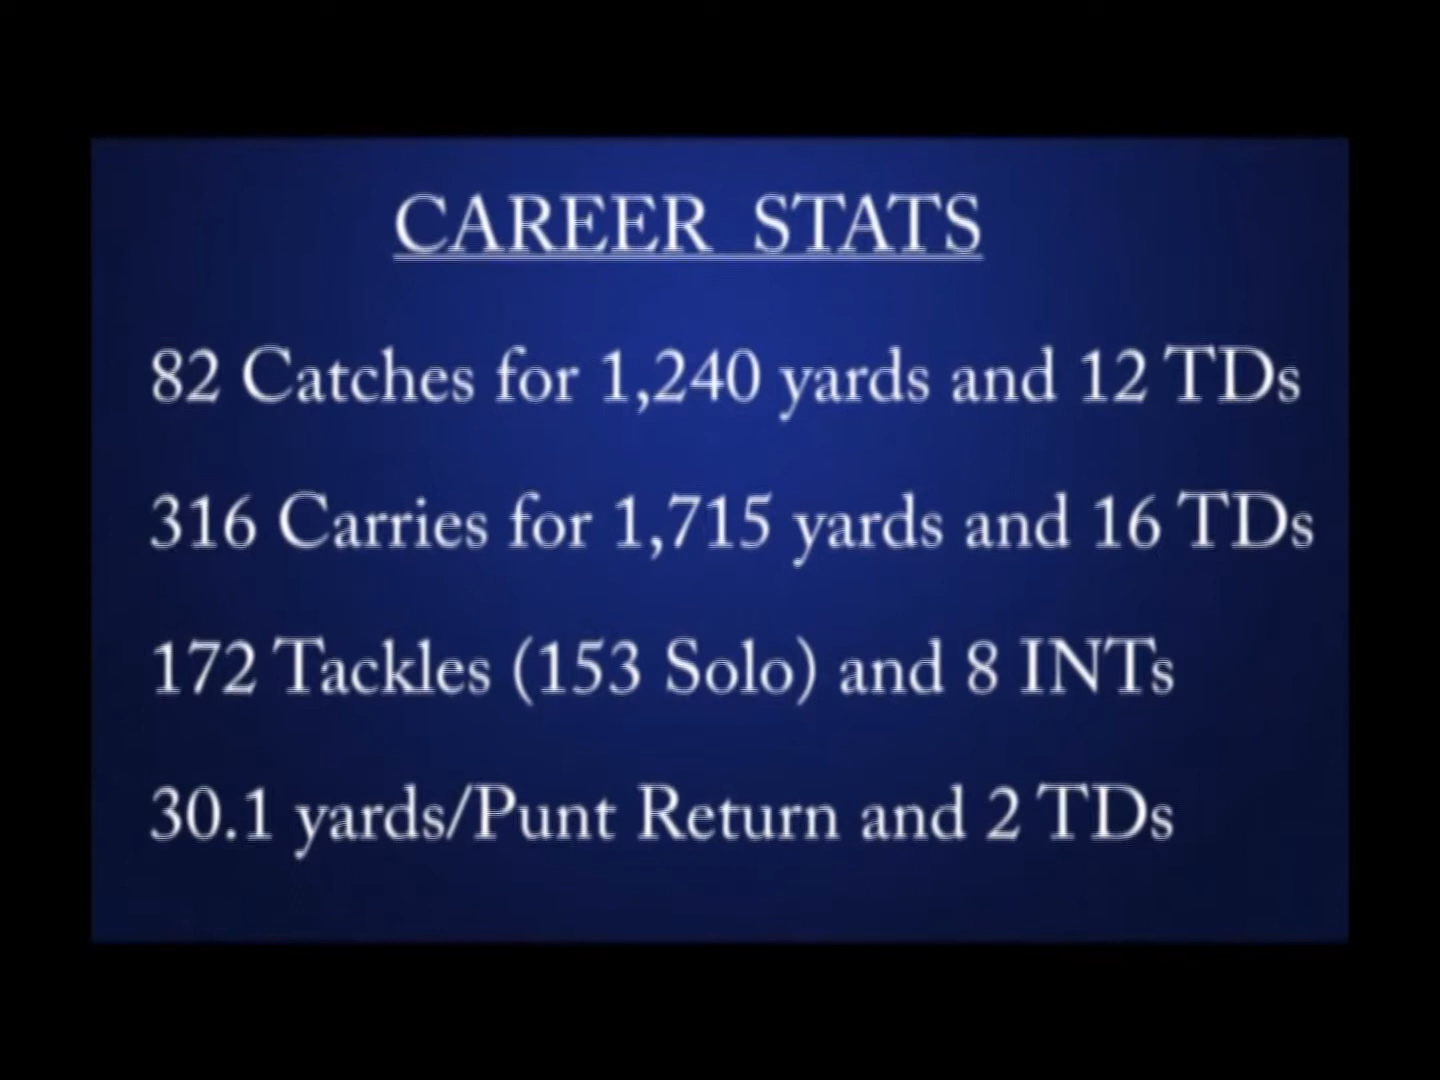 CAREER STATS
82 Catches for 1,240 yards and 12 TDs
316 Carries for 1,715 yards and 16 TDs
172 Tackles (153 Solo) and 8 INTs
30.1 yards/Punt Return and 2 TDs